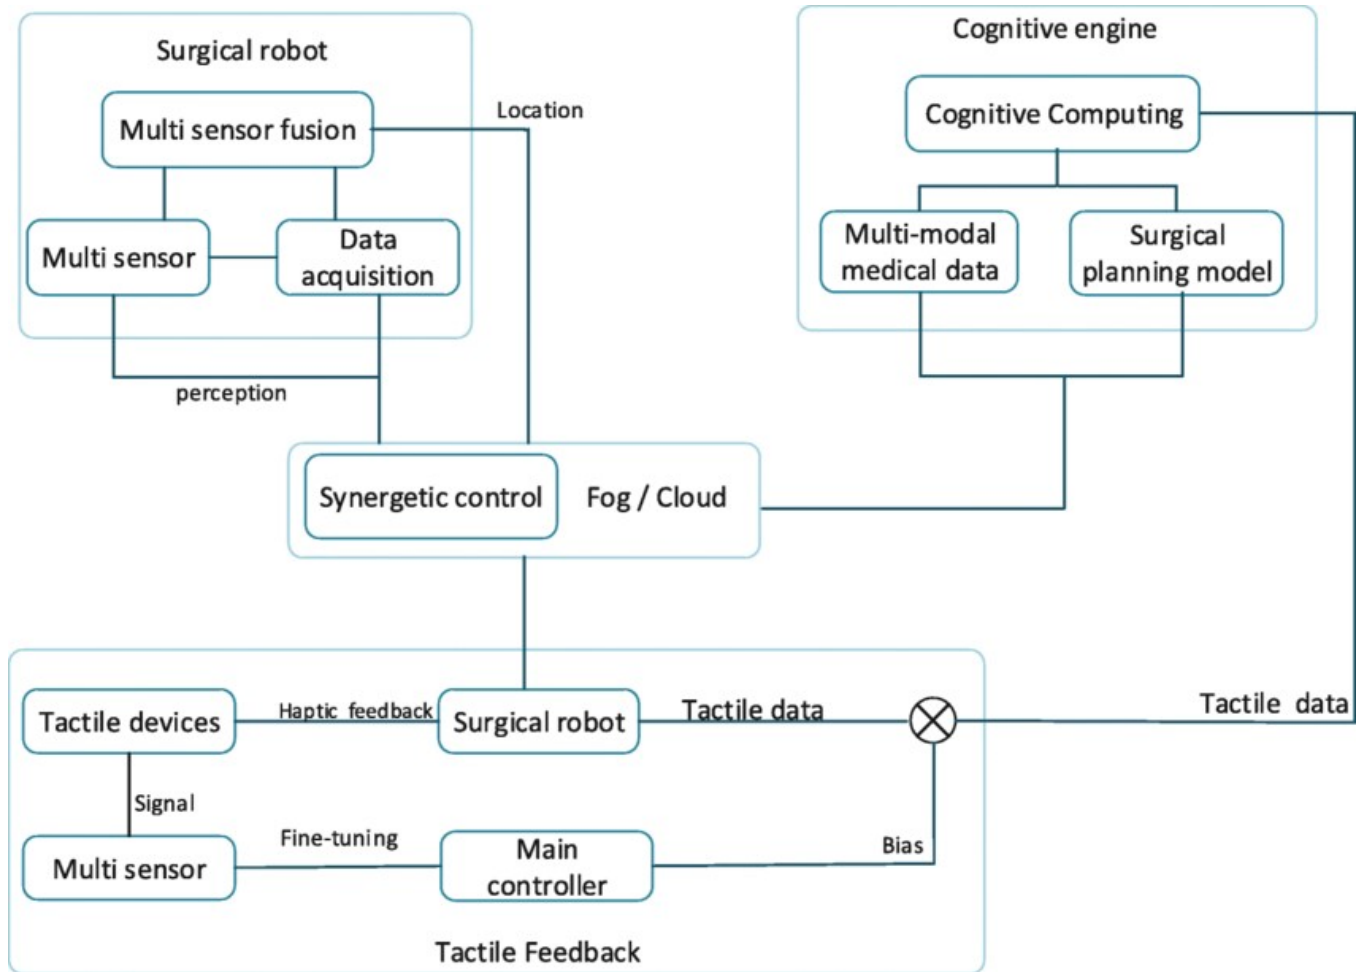 Surgical robot
Multi sensor fusion
Location
Multi sensor
Data
acquisition
perception
Cognitive engine
Cognitive Computing
Multi-modal
medical data
Surgical
planning model
Synergetic control
Fog / Cloud
Tactile devices
Haptic feedback
Surgical robot
Tactile data
Tactile data
Signal
Multi sensor
Fine-tuning
Main
controller
Bias
Tactile Feedback